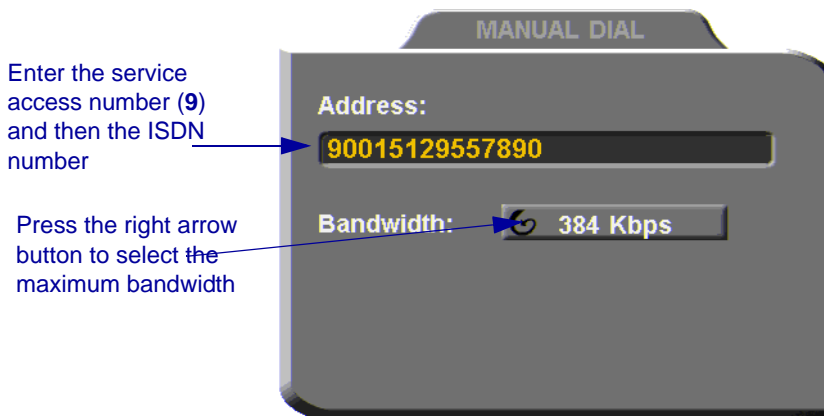 MANUAL DIAL
Enter the service
access number (9)
and then the ISDN
number
Address:
90015129557890
Press the right arrow
button to select the
maximum bandwidth
Bandwidth:
384 Kbps